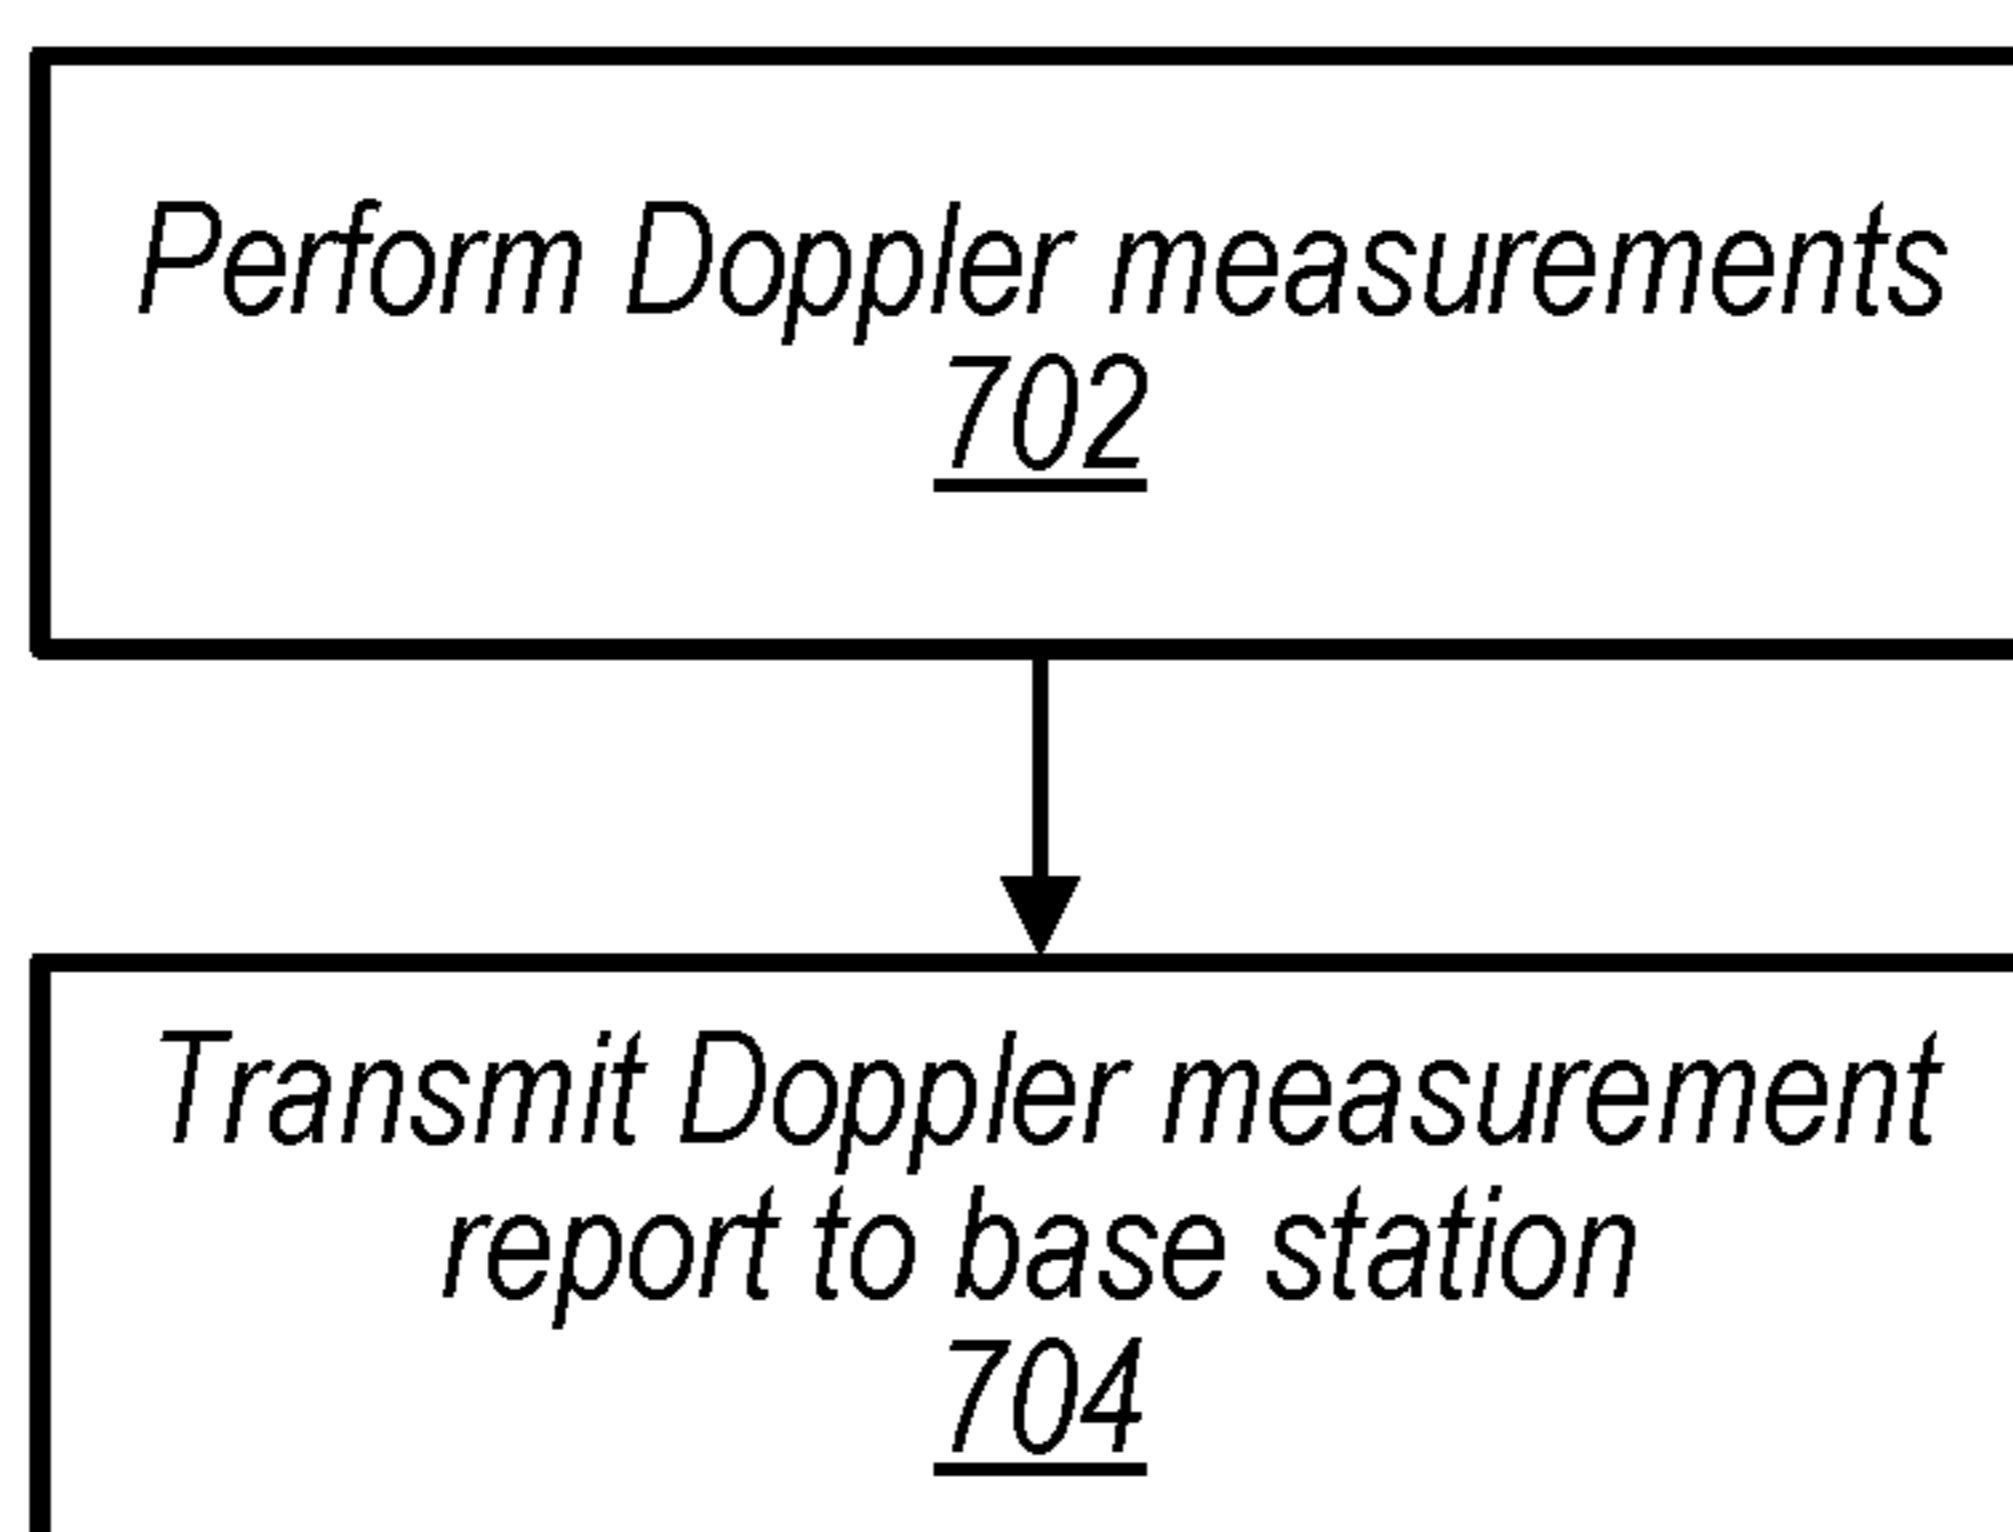 Perform Doppler measurements
702
Transmit Doppler measurement
report to base station
704